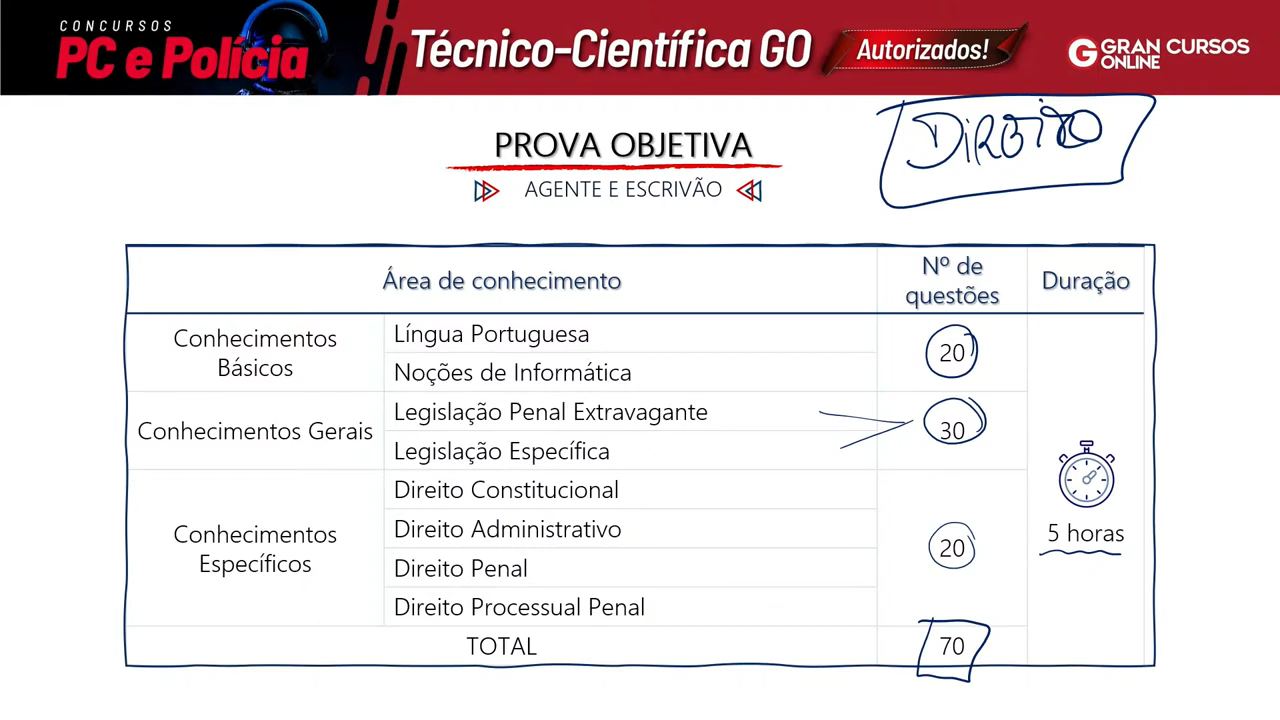 CONCURSOS
PC e Polícia Técnico-Científica GO
Autorizados!
GRAN CURSOS
ONLINE
PROVA OBJETIVA
DIREITO
AGENTE E ESCRIVÃO
Área de conhecimento
Nº de
questões
Duração
Conhecimentos
Básicos
Língua Portuguesa
Noções de Informática
20
Conhecimentos Gerais
Legislação Penal Extravagante
Legislação Específica
30
Conhecimentos
Específicos
Direito Constitucional
Direito Administrativo
Direito Penal
Direito Processual Penal
20
5 horas
TOTAL
70